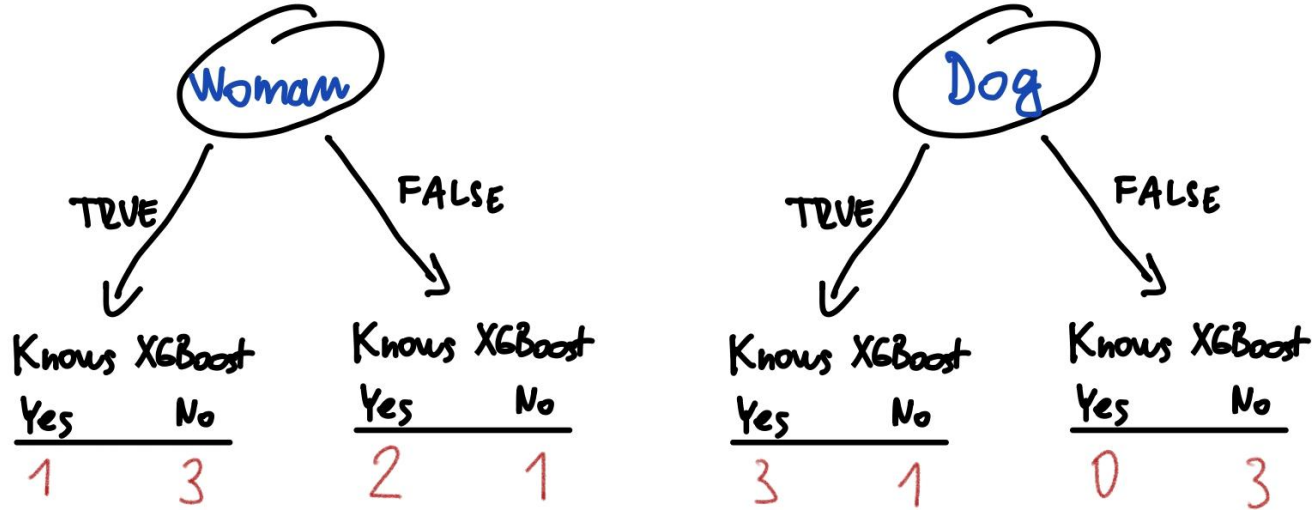 Woman
TRUE FALSE
Knows XGBoost Knows XGBoost
Yes No Yes No
1 3 2 1
Dog
TRUE FALSE
Knows XGBoost Knows XGBoost
Yes No Yes No
3 1 0 3